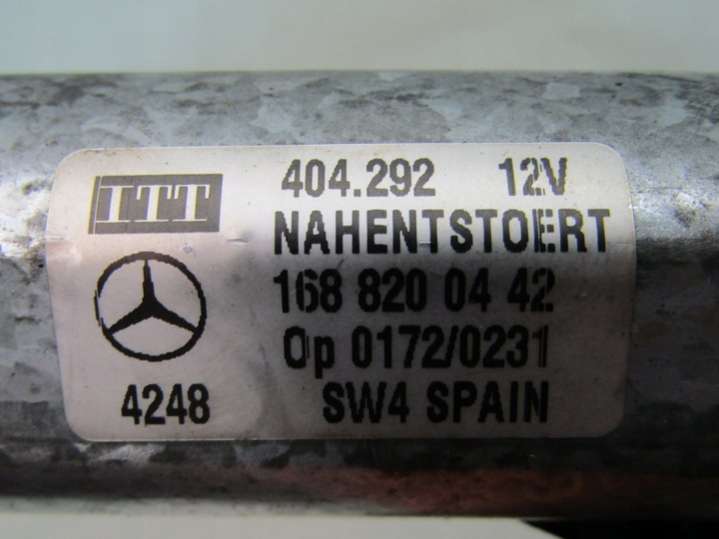 ITT 404.292 12V
NAHENTSTOERT
168 820 04 42
Op 0172/0231
4248 SW4 SPAIN